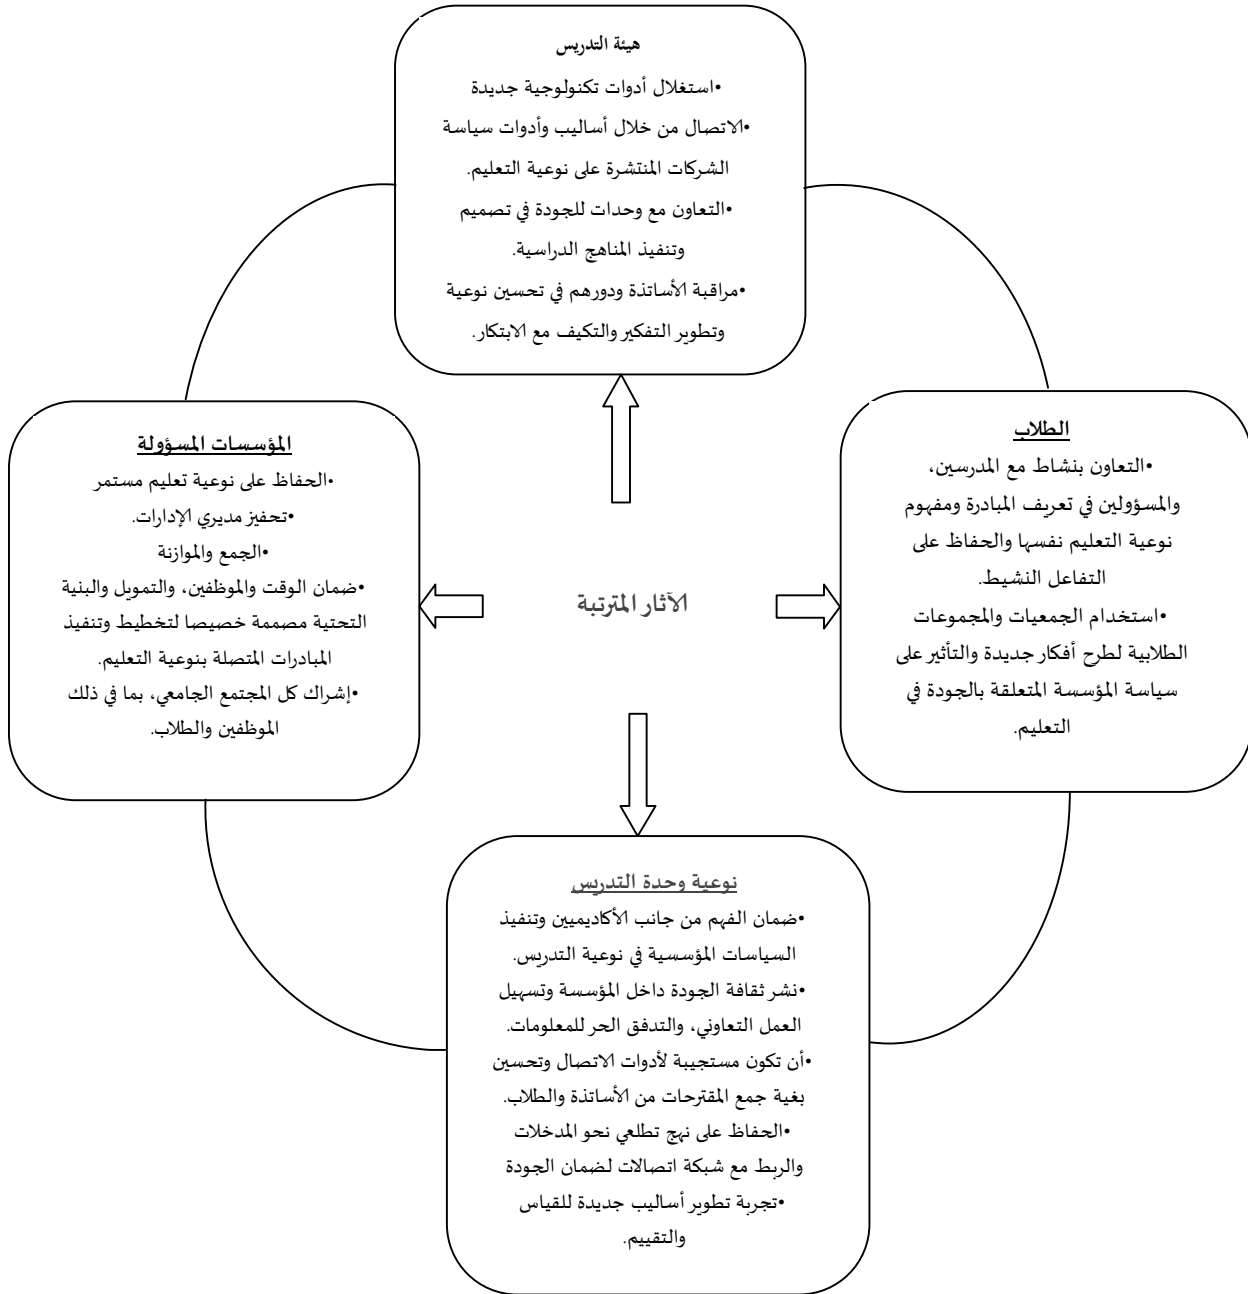 هيئة التدريس
•استغلال أدوات تكنولوجية جديدة
•الاتصال من خلال أساليب وأدوات سياسة
الشركات المنتشرة على نوعية التعليم.
•التعاون مع وحدات للجودة في تصميم
وتنفيذ المناهج الدراسية.
•مراقبة الأساتذة ودورهم في تحسين نوعية
وتطوير التفكير والتكيف مع الابتكار.
الطلاب
•التعاون بنشاط مع المدرسين،
والمسؤولين في تعريف المبادرة ومفهوم
نوعية التعليم نفسها والحفاظ على
التفاعل النشيط.
•استخدام الجمعيات والمجموعات
الطلابية لطرح أفكار جديدة والتأثير على
سياسة المؤسسة المتعلقة بالجودة في
التعليم.
الآثار المترتبة
المؤسسات المسؤولة
•الحفاظ على نوعية تعليم مستمر
•تحفيز مديري الإدارات.
•الجمع والموازنة
•ضمان الوقت والموظفين، والتمويل والبنية
التحتية مصممة خصيصا لتخطيط وتنفيذ
المبادرات المتصلة بنوعية التعليم.
•إشراك كل المجتمع الجامعي، بما في ذلك
الموظفين والطلاب.
نوعية وحدة التدريس
•ضمان الفهم من جانب الأكاديميين وتنفيذ
السياسات المؤسسية في نوعية التدريس.
•نشر ثقافة الجودة داخل المؤسسة وتسهيل
العمل التعاوني، والتدفق الحر للمعلومات.
•أن تكون مستجيبة لأدوات الاتصال وتحسين
بغية جمع المقترحات من الأساتذة والطلاب.
•الحفاظ على نهج تطلعي نحو المدخلات
والربط مع شبكة اتصالات لضمان الجودة
•تجربة تطوير أساليب جديدة للقياس
والتقييم.